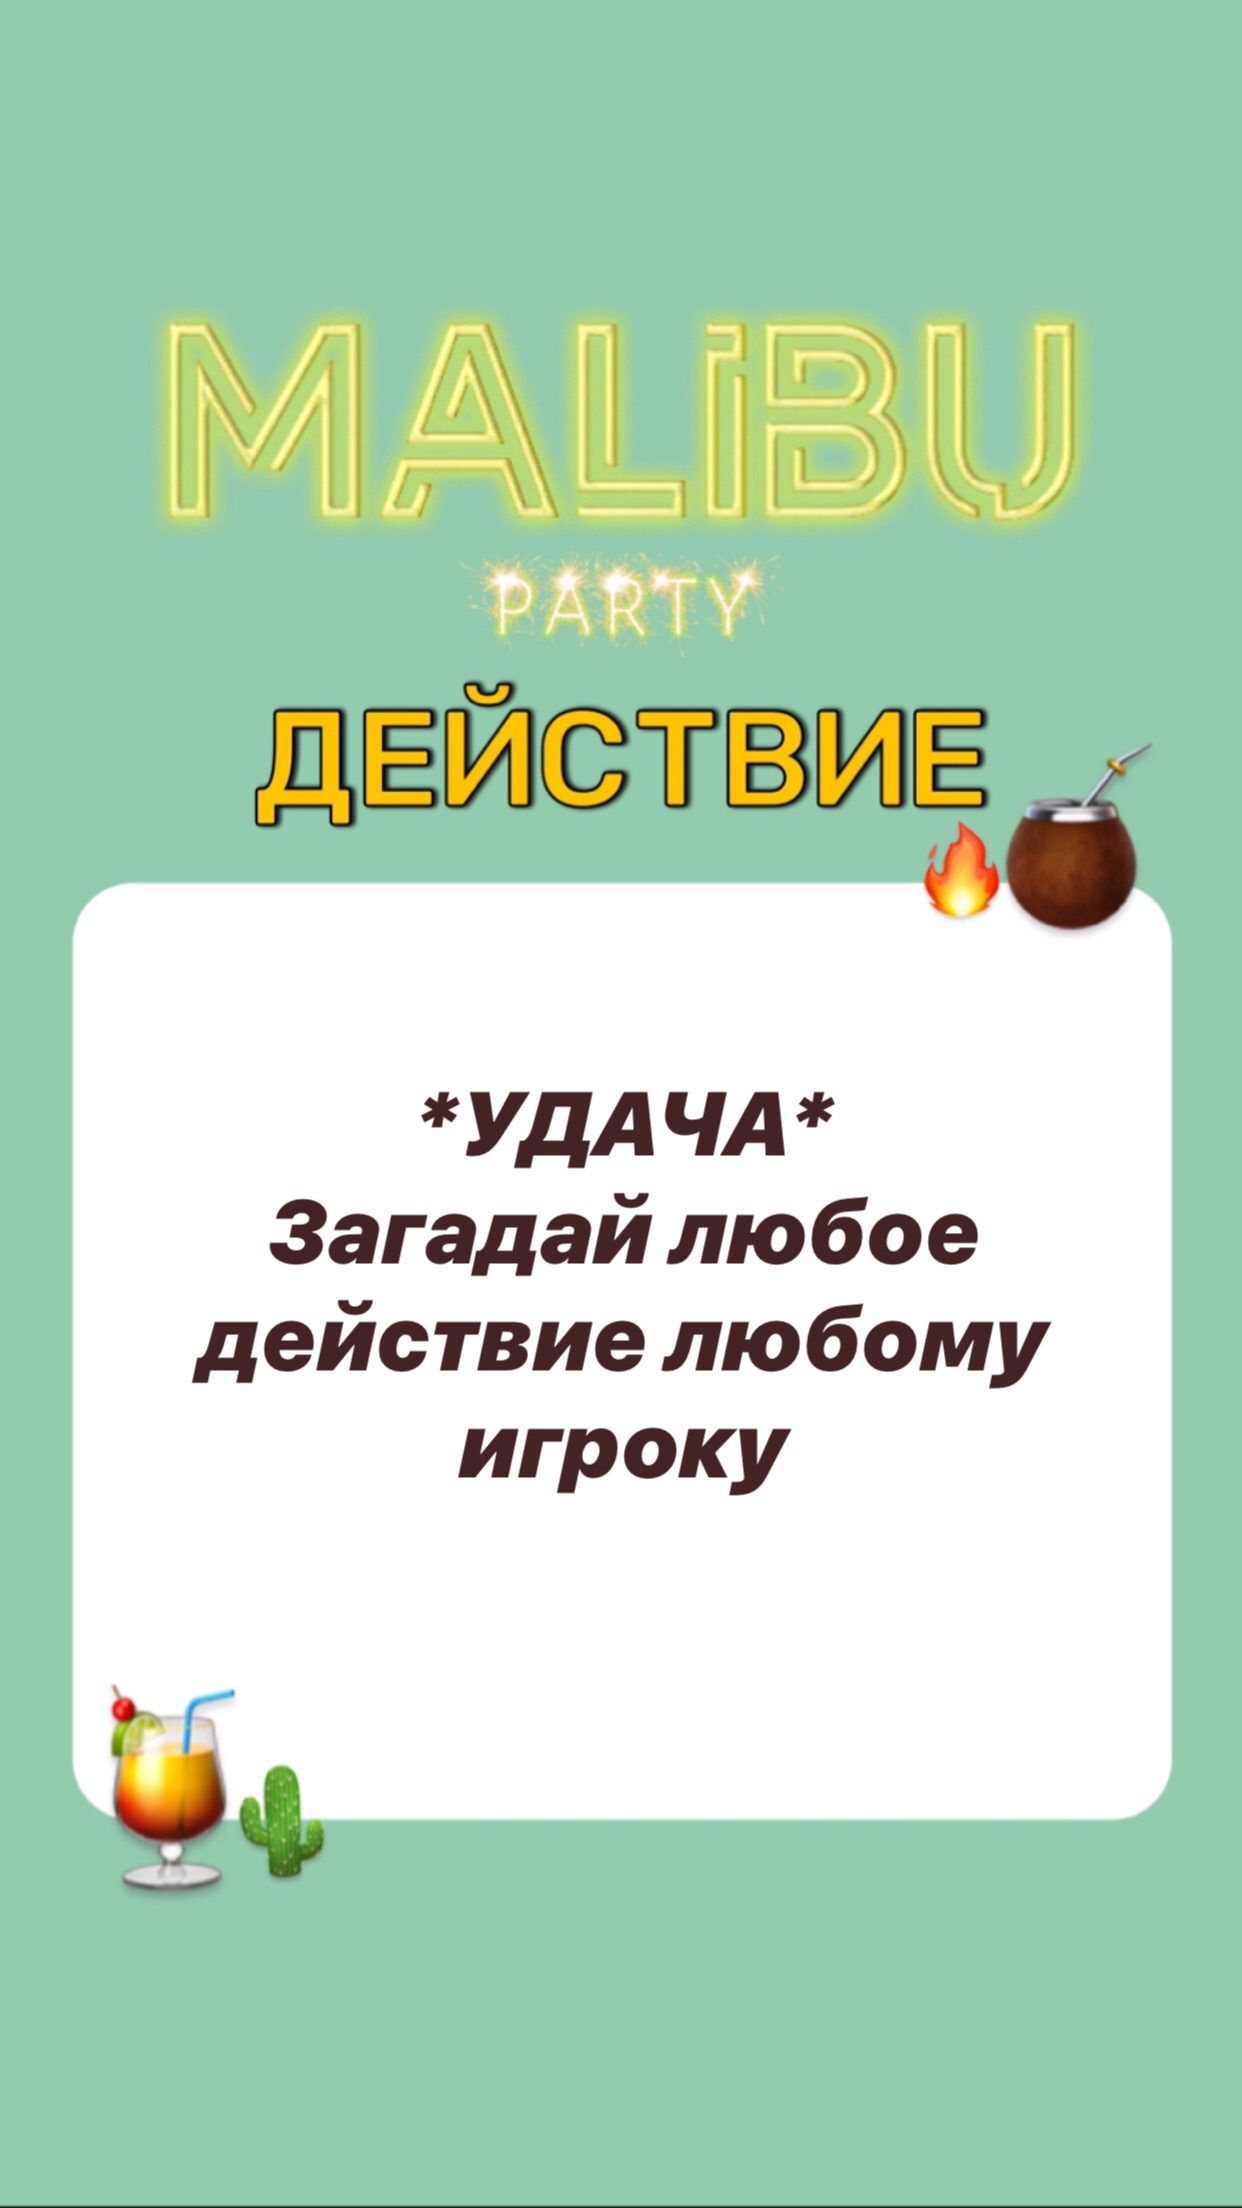 MALiBU
PARTY
ДЕЙСТВИЕ
*УДАЧА*
Загадай любое
действие любому
игроку